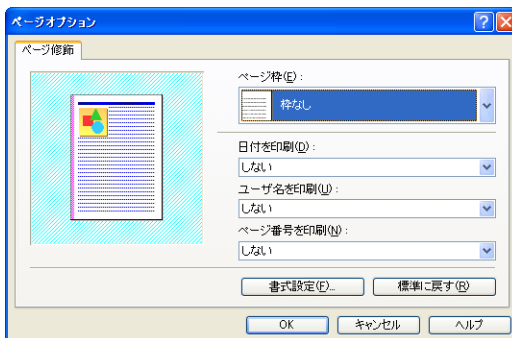 ページオプション
ページ修飾
ページ枠(E):
枠なし
日付を印刷(D):
しない
ユーザ名を印刷(U):
しない
ページ番号を印刷(N):
しない
書式設定(F)... 標準に戻す(R)
OK キャンセル ヘルプ